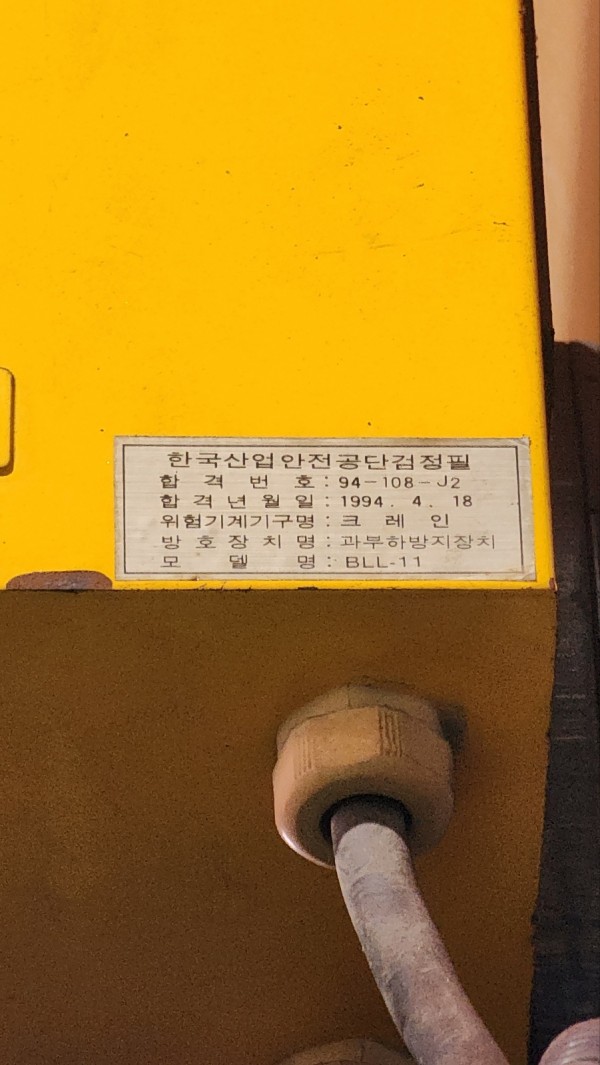 한국산업안전공단검정필
합 격 번 호 : 94-108-J2
합 격 년 월 일 : 1994. 4. 18
위험기계기구명 : 크 레 인
방 호 장 치 명 : 과부하방지장치
모 델 명 : BLL-11